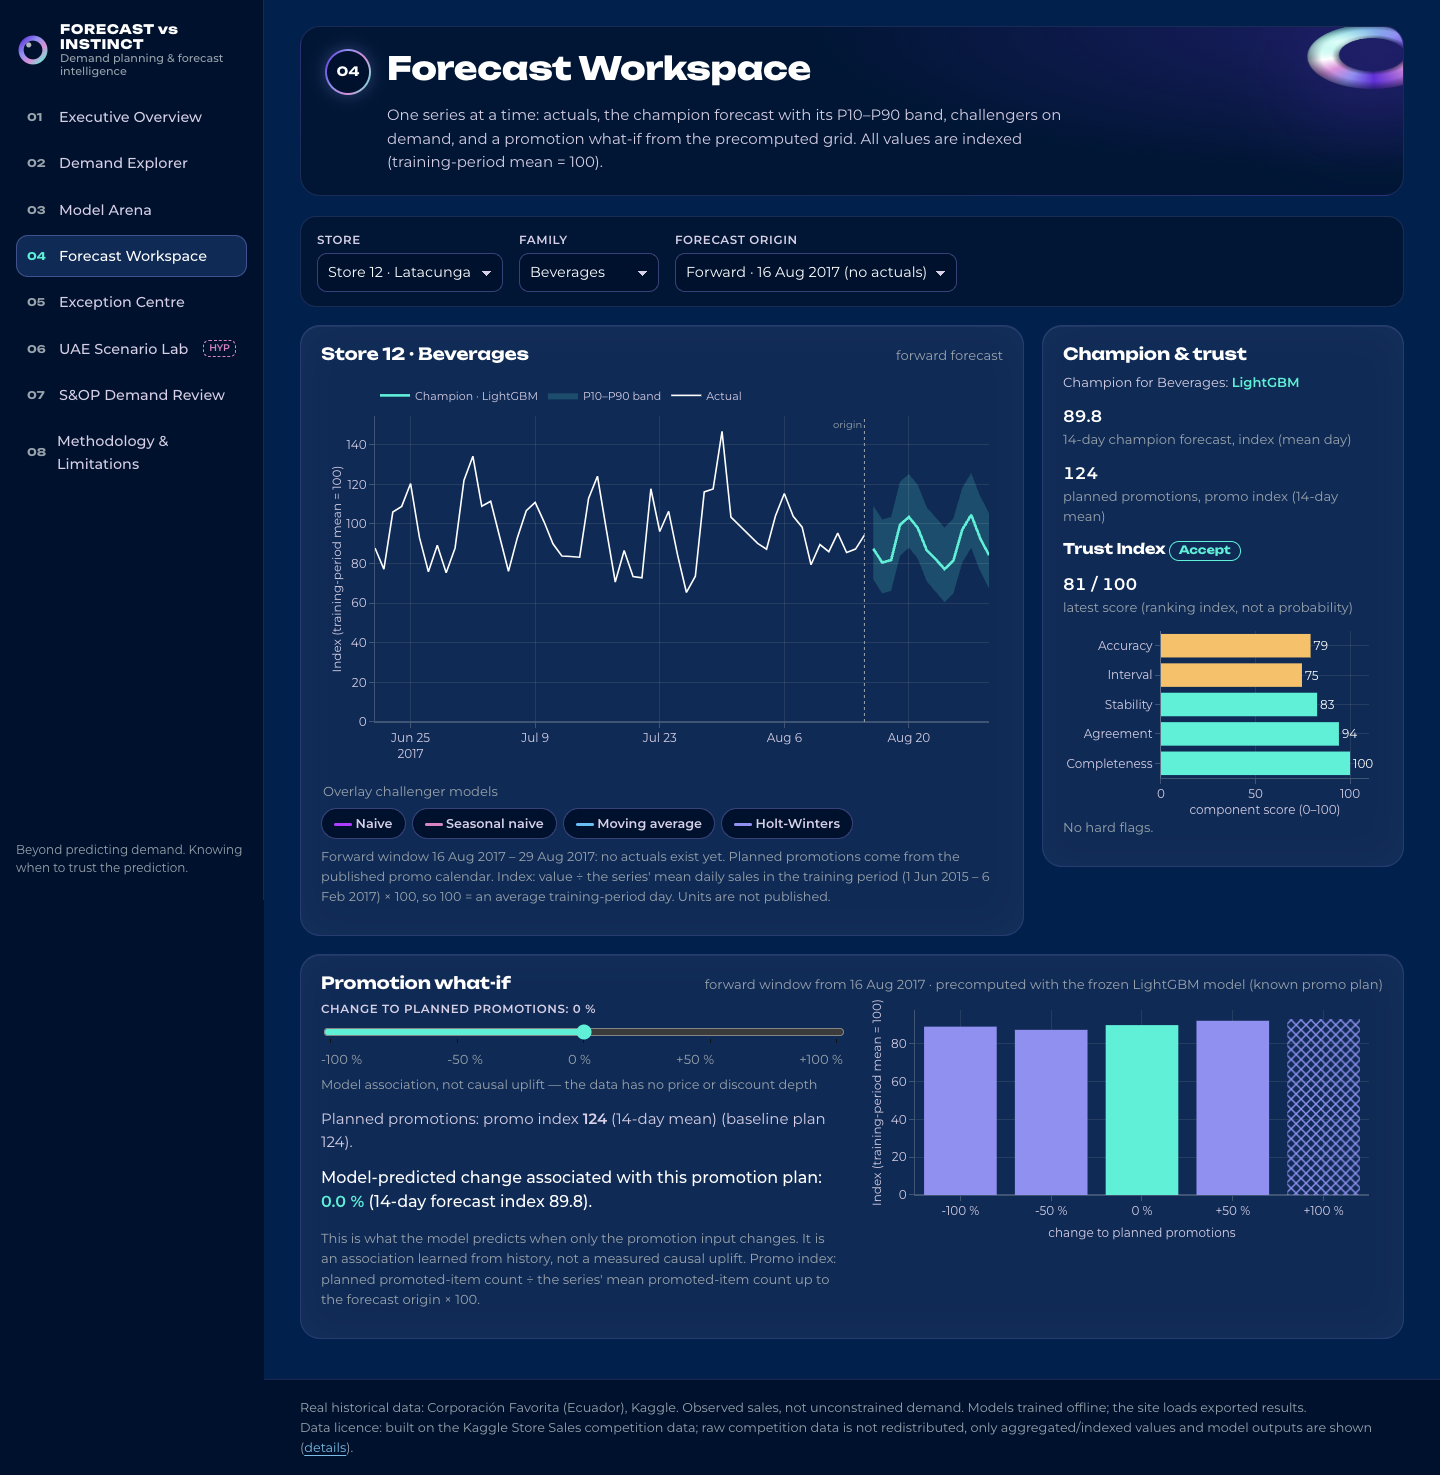 FORECAST vs
INSTINCT
Demand planning & forecast
intelligence
01 Executive Overview
02 Demand Explorer
03 Model Arena
04 Forecast Workspace
05 Exception Centre
06 UAE Scenario Lab HYP
07 S&OP Demand Review
08 Methodology &
Limitations
Beyond predicting demand. Knowing
when to trust the prediction.
04 Forecast Workspace
One series at a time: actuals, the champion forecast with its P10–P90 band, challengers on
demand, and a promotion what-if from the precomputed grid. All values are indexed
(training-period mean = 100).
STORE FAMILY FORECAST ORIGIN
Store 12 · Latacunga Beverages Forward · 16 Aug 2017 (no actuals)
Store 12 · Beverages forward forecast
Champion · LightGBM P10–P90 band Actual
origin
Index (training-period mean = 100)
140
120
100
80
60
40
20
0
Jun 25 Jul 9 Jul 23 Aug 6 Aug 20
2017
Overlay challenger models
Naive Seasonal naive Moving average Holt-Winters
Forward window 16 Aug 2017 – 29 Aug 2017: no actuals exist yet. Planned promotions come from the
published promo calendar. Index: value ÷ the series' mean daily sales in the training period (1 Jun 2015 – 6
Feb 2017) × 100, so 100 = an average training-period day. Units are not published.
Champion & trust
Champion for Beverages: LightGBM
89.8
14-day champion forecast, index (mean day)
124
planned promotions, promo index (14-day
mean)
Trust Index Accept
81 / 100
latest score (ranking index, not a probability)
Accuracy 79
Interval 75
Stability 83
Agreement 94
Completeness 100
0 50 100
component score (0–100)
No hard flags.
Promotion what-if forward window from 16 Aug 2017 · precomputed with the frozen LightGBM model (known promo plan)
CHANGE TO PLANNED PROMOTIONS: 0 %
-100 % -50 % 0 % +50 % +100 %
Model association, not causal uplift — the data has no price or discount depth
Planned promotions: promo index 124 (14-day mean) (baseline plan
124).
Model-predicted change associated with this promotion plan:
0.0 % (14-day forecast index 89.8).
This is what the model predicts when only the promotion input changes. It is
an association learned from history, not a measured causal uplift. Promo index:
planned promoted-item count ÷ the series' mean promoted-item count up to
the forecast origin × 100.
Index (training-period mean = 100)
80
60
40
20
0
-100 % -50 % 0 % +50 % +100 %
change to planned promotions
Real historical data: Corporación Favorita (Ecuador), Kaggle. Observed sales, not unconstrained demand. Models trained offline; the site loads exported results.
Data licence: built on the Kaggle Store Sales competition data; raw competition data is not redistributed, only aggregated/indexed values and model outputs are shown
(details).